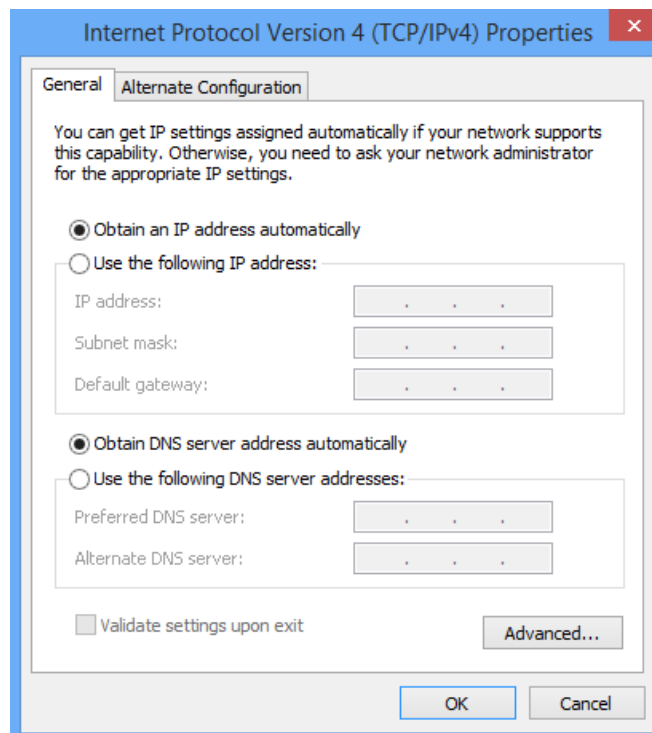 Internet Protocol Version 4 (TCP/IPv4) Properties
General
Alternate Configuration
You can get IP settings assigned automatically if your network supports
this capability. Otherwise, you need to ask your network administrator
for the appropriate IP settings.
Obtain an IP address automatically
Use the following IP address:
IP address:
Subnet mask:
Default gateway:
Obtain DNS server address automatically
Use the following DNS server addresses:
Preferred DNS server:
Alternate DNS server:
Validate settings upon exit
Advanced...
OK
Cancel